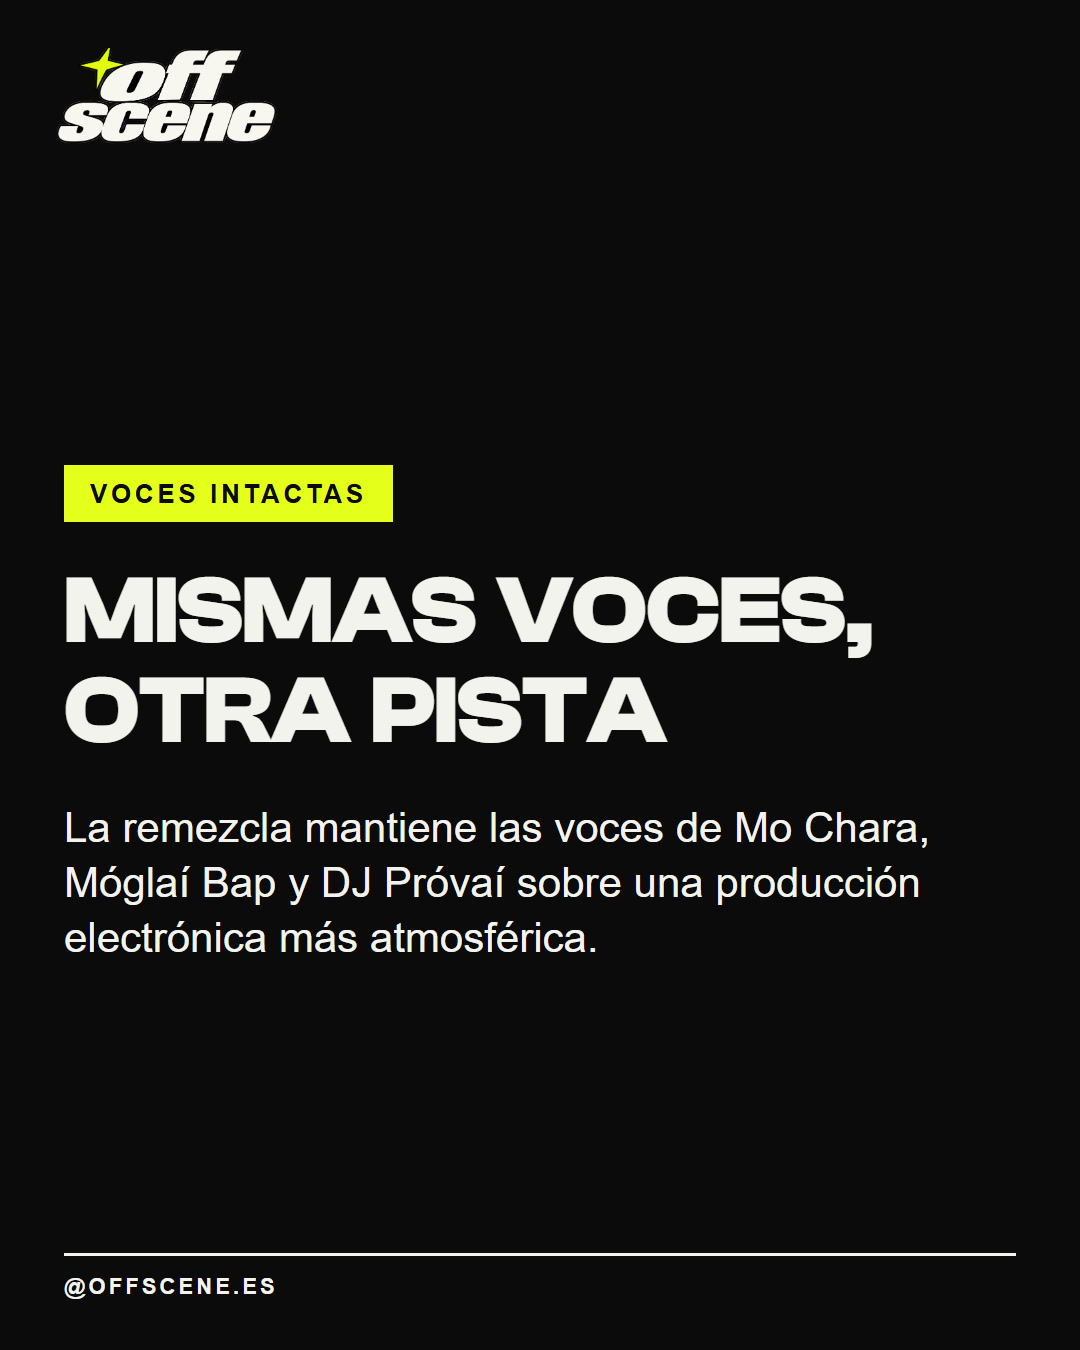 off
scene
VOCES INTACTAS
MISMAS VOCES,
OTRA PISTA
La remezcla mantiene las voces de Mo Chara,
Móglaí Bap y DJ Próvaí sobre una producción
electrónica más atmosférica.
@OFFSCENE.ES